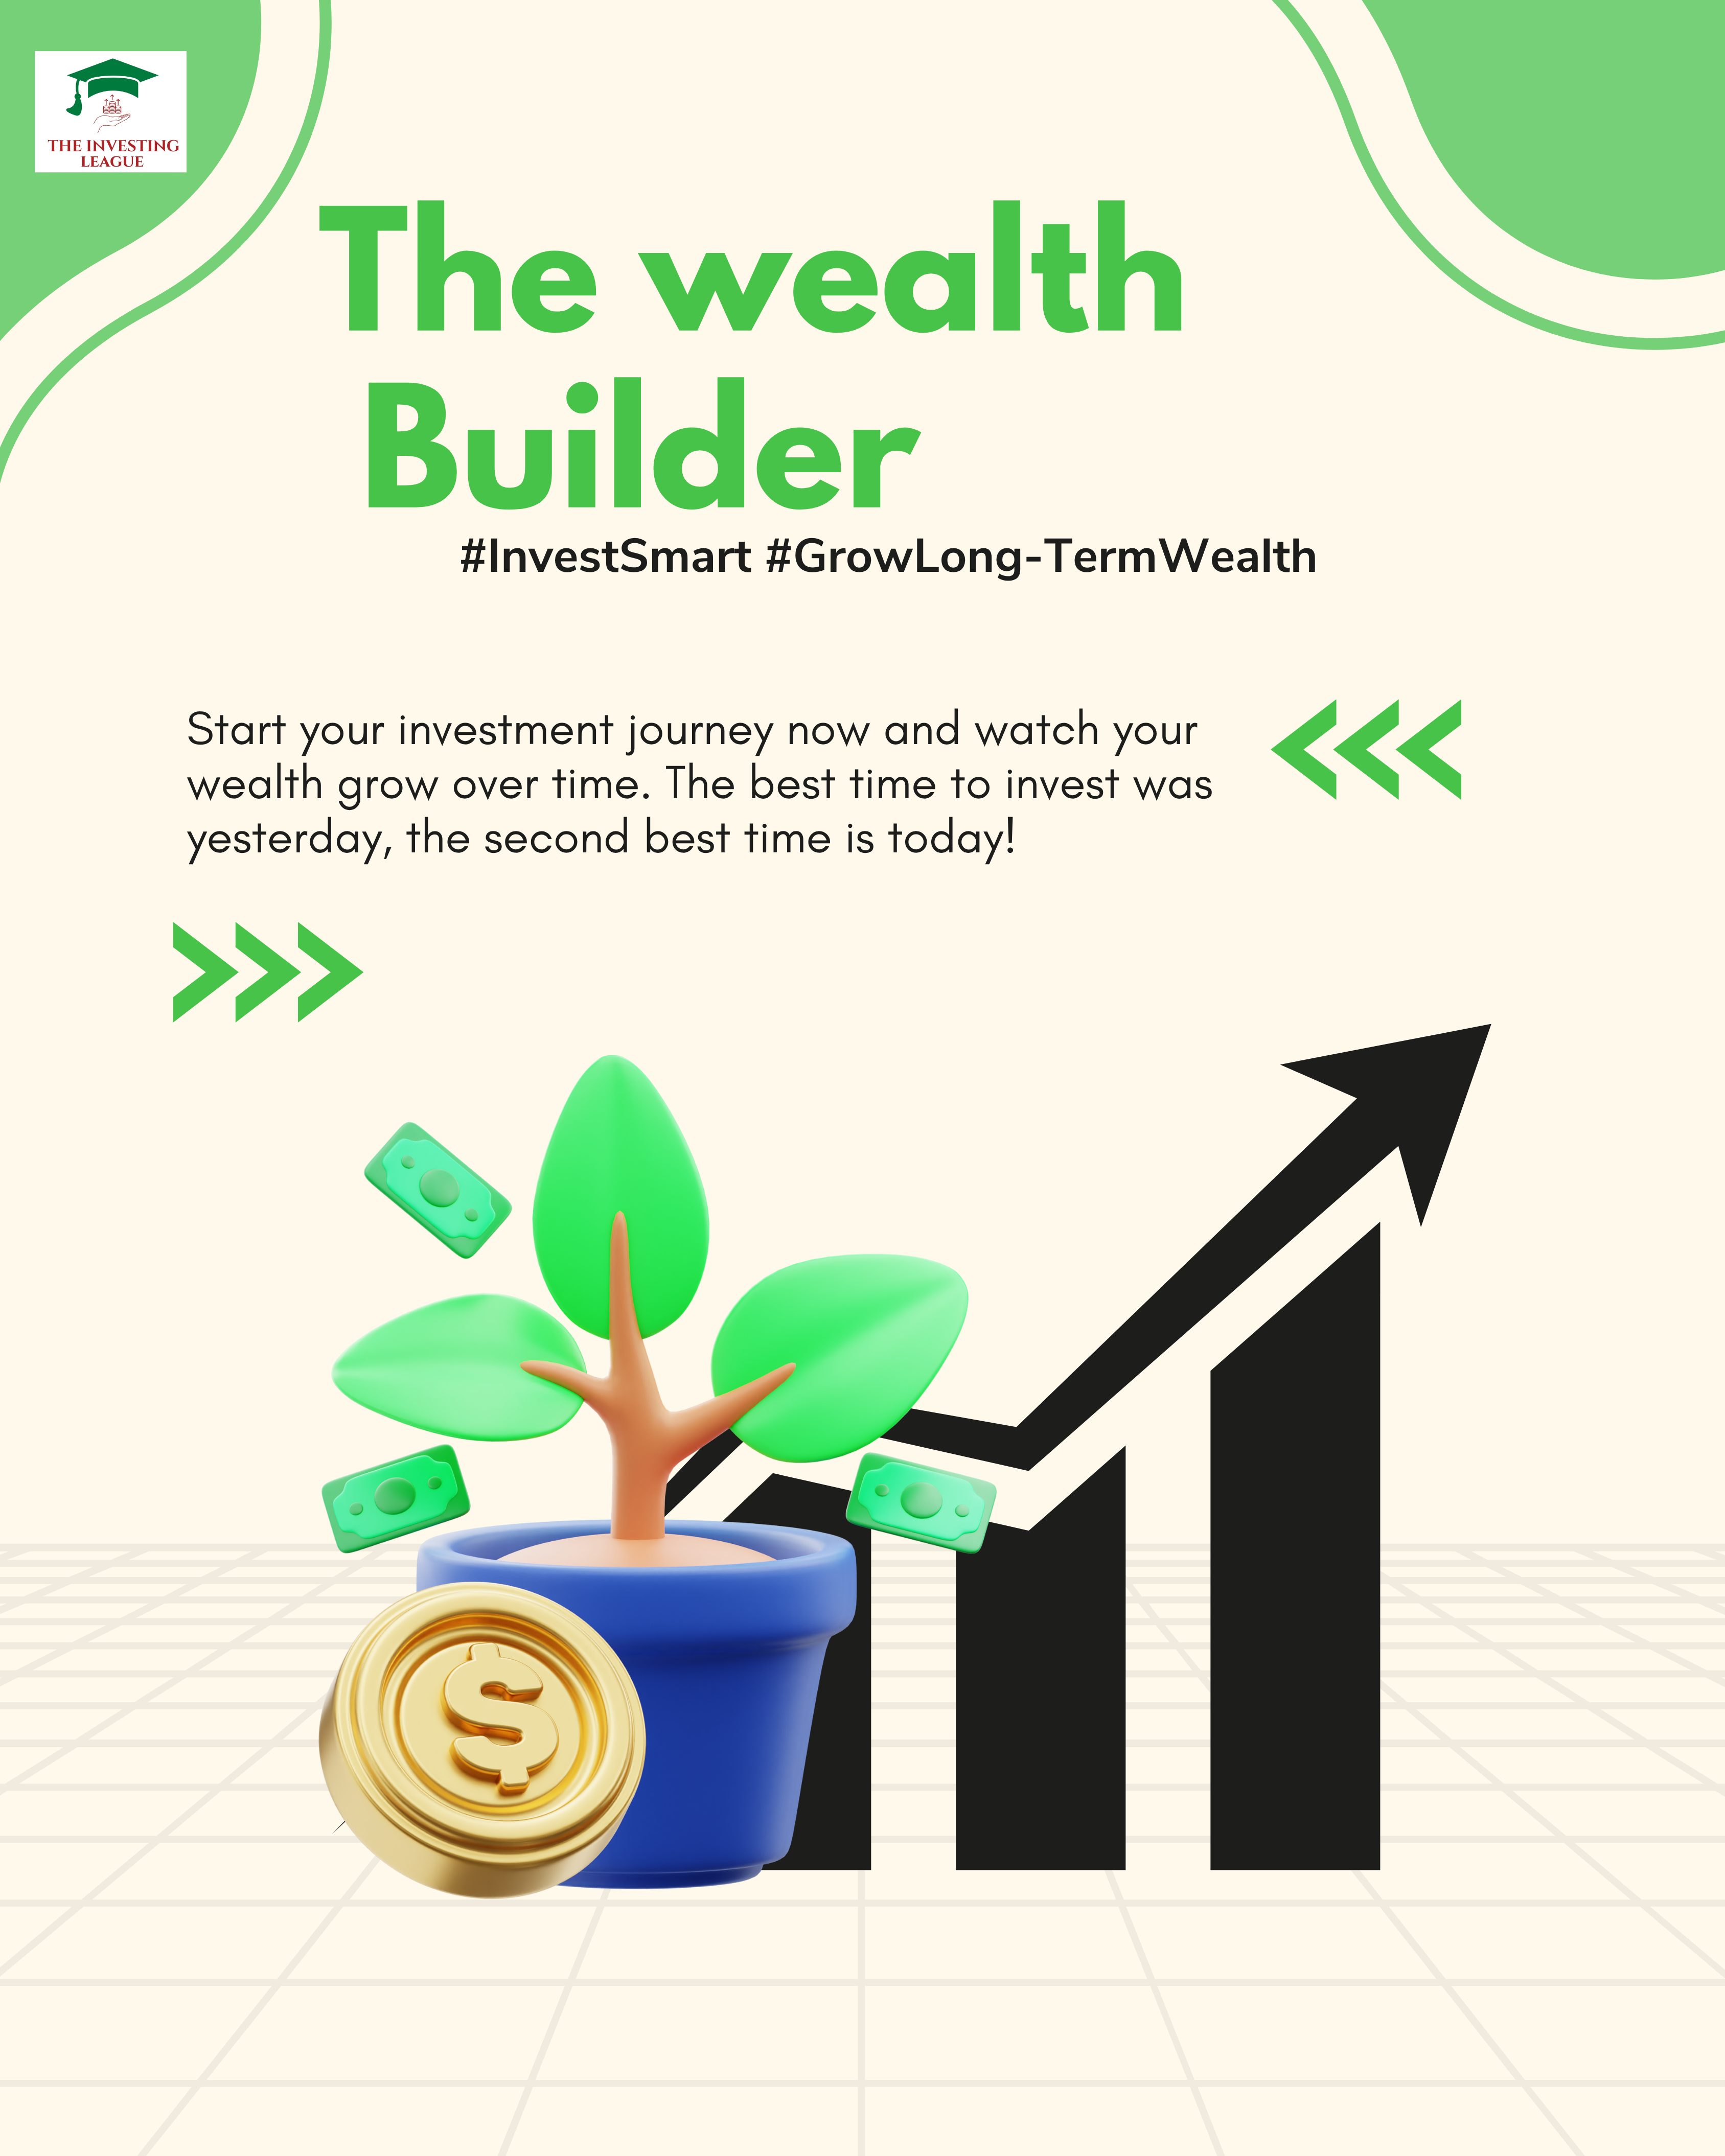 THE INVESTING
LEAGUE
The wealth
Builder
#InvestSmart #GrowLong-TermWealth
Start your investment journey now and watch your
wealth grow over time. The best time to invest was
yesterday, the second best time is today!
$